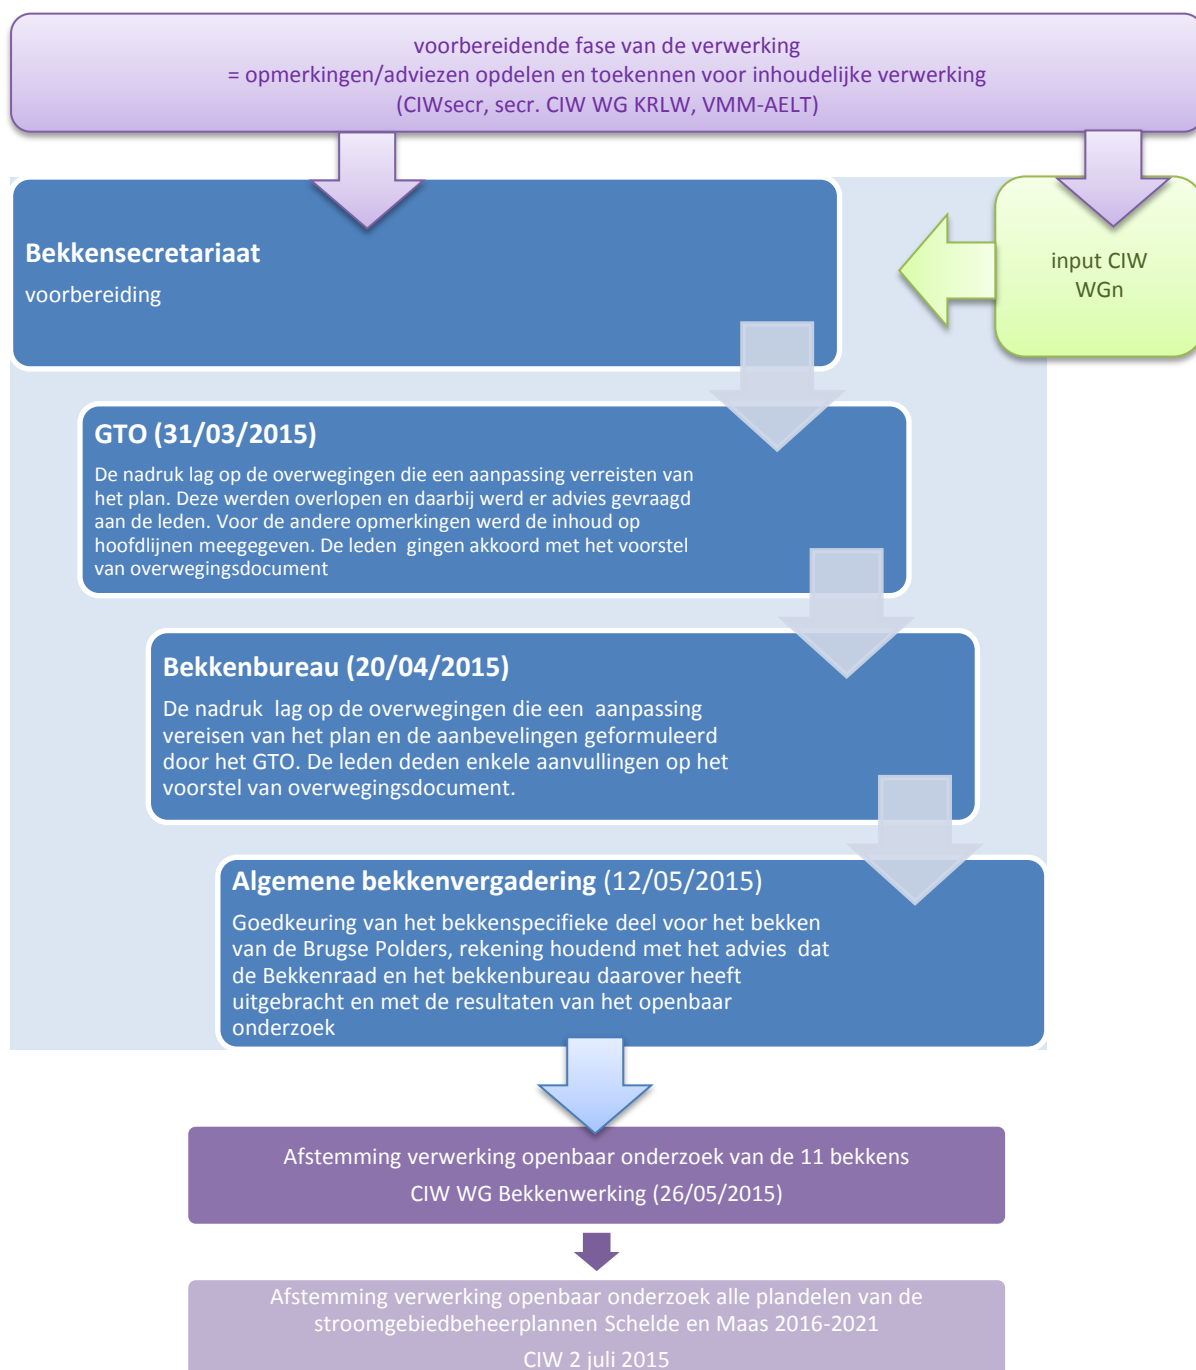 voorbereidende fase van de verwerking
= opmerkingen/adviezen opdelen en toekennen voor inhoudelijke verwerking
(CIWsecr, secr. CIW WG KRLW, VMM-AELT)
Bekkensecretariaat
voorbereiding
input CIW
WGn
GTO (31/03/2015)
De nadruk lag op de overwegingen die een aanpassing verreisten van
het plan. Deze werden overlopen en daarbij werd er advies gevraagd
aan de leden. Voor de andere opmerkingen werd de inhoud op
hoofdlijnen meegegeven. De leden gingen akkoord met het voorstel
van overwegingsdocument
Bekkenbureau (20/04/2015)
De nadruk lag op de overwegingen die een aanpassing
vereisen van het plan en de aanbevelingen geformuleerd
door het GTO. De leden deden enkele aanvullingen op het
voorstel van overwegingsdocument.
Algemene bekkenvergadering (12/05/2015)
Goedkeuring van het bekkenspecifieke deel voor het bekken
van de Brugse Polders, rekening houdend met het advies dat
de Bekkenraad en het bekkenbureau daarover heeft
uitgebracht en met de resultaten van het openbaar
onderzoek
Afstemming verwerking openbaar onderzoek van de 11 bekkens
CIW WG Bekkenwerking (26/05/2015)
Afstemming verwerking openbaar onderzoek alle plandelen van de
stroomgebiedbeheerplannen Schelde en Maas 2016-2021
CIW 2 juli 2015